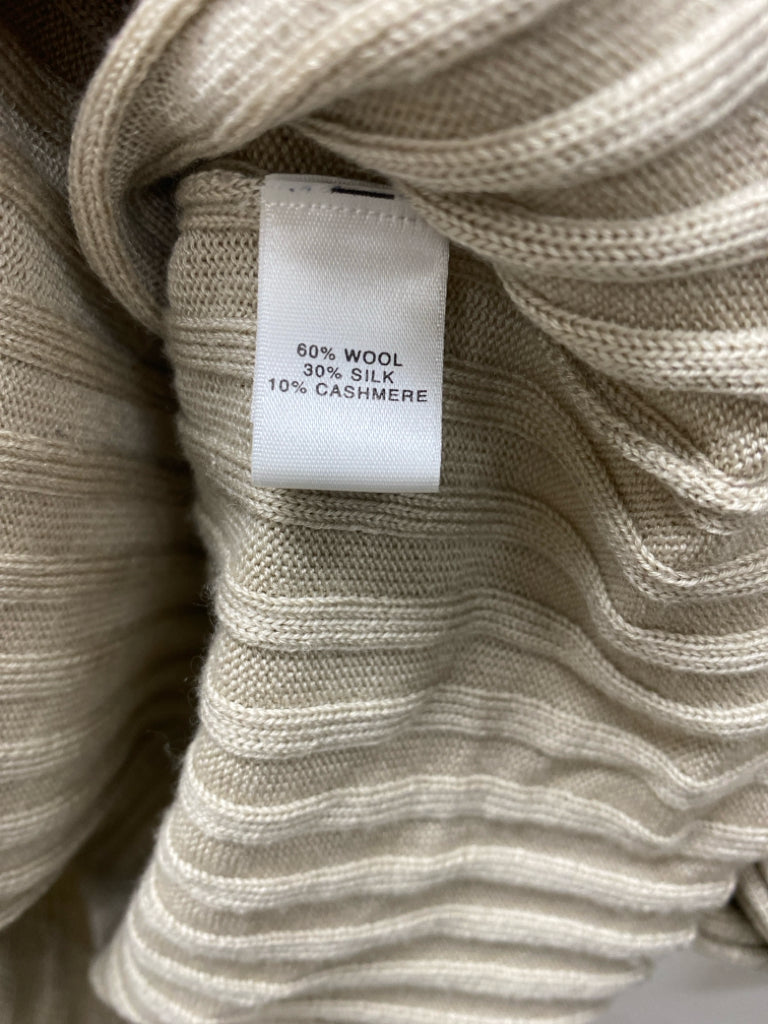 60% WOOL
30% SILK
10% CASHMERE